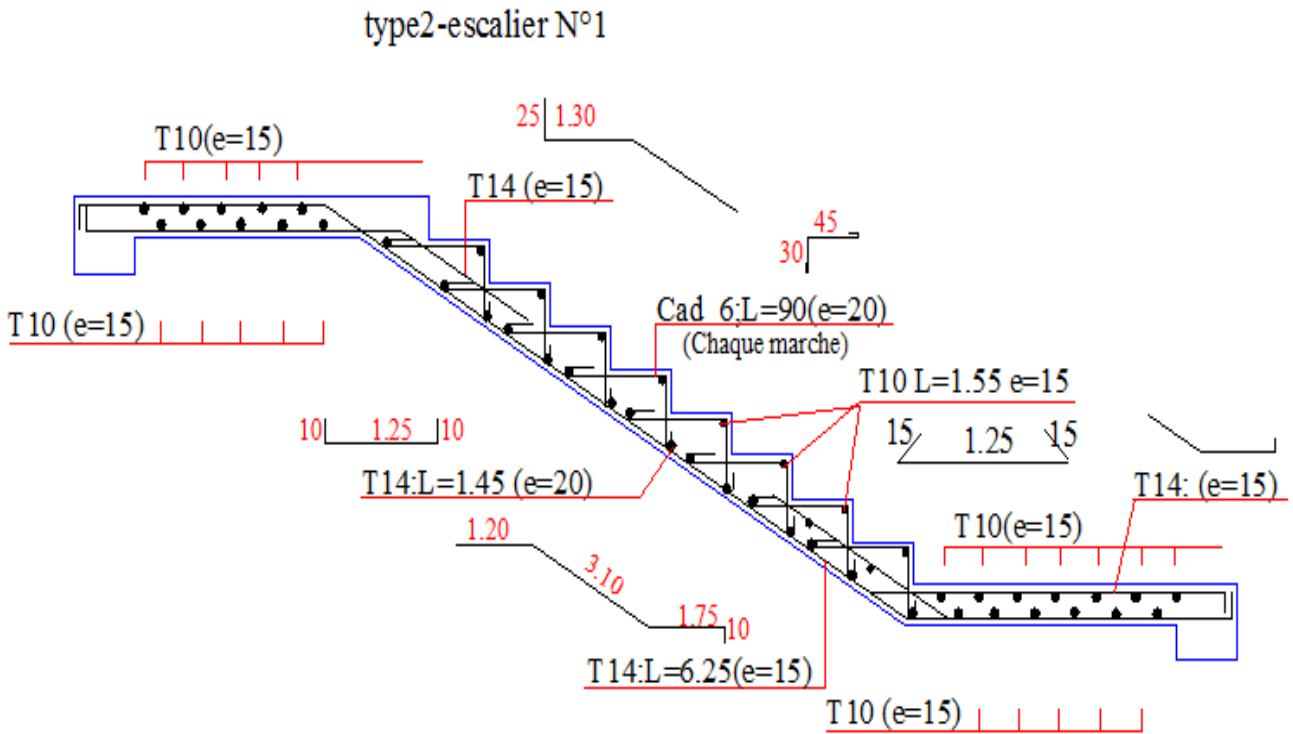 type2-escalier N°1
25 1.30
T10(e=15)
T14 (e=15)
45
30
T10 (e=15)
Cad 6;L=90(e=20)
(Chaque marche)
T10 L=1.55 e=15
10 1.25 10
15 1.25 15
T14:L=1.45 (e=20)
T14: (e=15)
1.20
T10(e=15)
3.10
1.75 10
T14:L=6.25(e=15)
T10 (e=15)